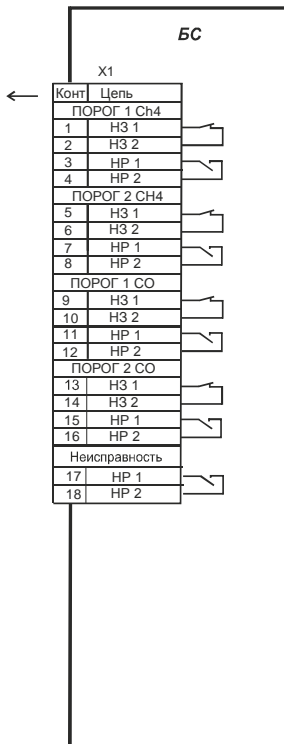 БС
X1
Конт Цепь
ПОРОГ 1 Ch4
1 НЗ 1
2 НЗ 2
3 НР 1
4 НР 2
ПОРОГ 2 СН4
5 НЗ 1
6 НЗ 2
7 НР 1
8 НР 2
ПОРОГ 1 СО
9 НЗ 1
10 НЗ 2
11 НР 1
12 НР 2
ПОРОГ 2 СО
13 НЗ 1
14 НЗ 2
15 НР 1
16 НР 2
Неисправность
17 НР 1
18 НР 2